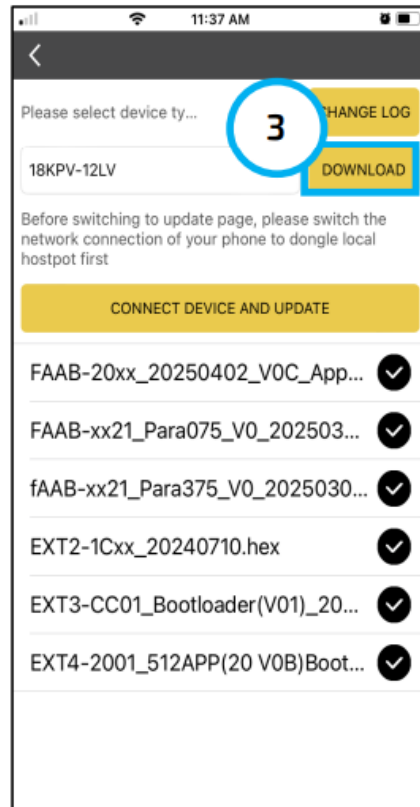 11:37 AM
Please select device ty...
3
CHANGE LOG
18KPV-12LV
DOWNLOAD
Before switching to update page, please switch the
network connection of your phone to dongle local
hostpot first
CONNECT DEVICE AND UPDATE
FAAB-20xx_20250402_V0C_App...
FAAB-xx21_Para075_V0_202503...
fAAB-xx21_Para375_V0_2025030...
EXT2-1Cxx_20240710.hex
EXT3-CC01_Bootloader(V01)_20...
EXT4-2001_512APP(20 V0B)Boot...